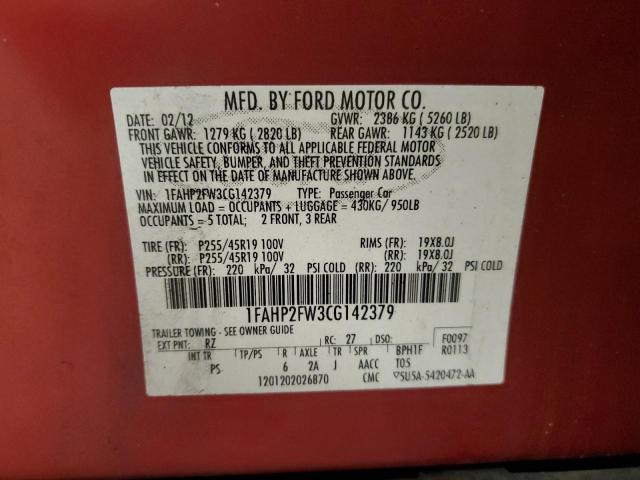 MFD. BY FORD MOTOR CO.
DATE: 02/12 GVWR: 2386 KG ( 5260 LB)
FRONT GAWR: 1279 KG ( 2820 LB) REAR GAWR: 1143 KG ( 2520 LB)
THIS VEHICLE CONFORMS TO ALL APPLICABLE FEDERAL MOTOR
VEHICLE SAFETY, BUMPER, AND THEFT PREVENTION STANDARDS
IN EFFECT ON THE DATE OF MANUFACTURE SHOWN ABOVE.
VIN: 1FAHP2FW3CG142379 TYPE: Passenger Car
MAXIMUM LOAD = OCCUPANTS + LUGGAGE = 430KG/ 950LB
OCCUPANTS = 5 TOTAL; 2 FRONT, 3 REAR
TIRE (FR): P255/45R19 100V RIMS (FR): 19X8.0J
(RR): P255/45R19 100V (RR): 19X8.0J
PRESSURE (FR): 220 kPa/ 32 PSI COLD (RR): 220 kPa/ 32 PSI COLD
1FAHP2FW3CG142379
TRAILER TOWING - SEE OWNER GUIDE
EXT PNT: RZ RC: 27 DSO: F0097
INT TR TP/PS R AXLE TR SPR BPH1F R0113
PS 6 2A J AACC T05
1201202026870 CMC ▽5U5A-5420472-AA